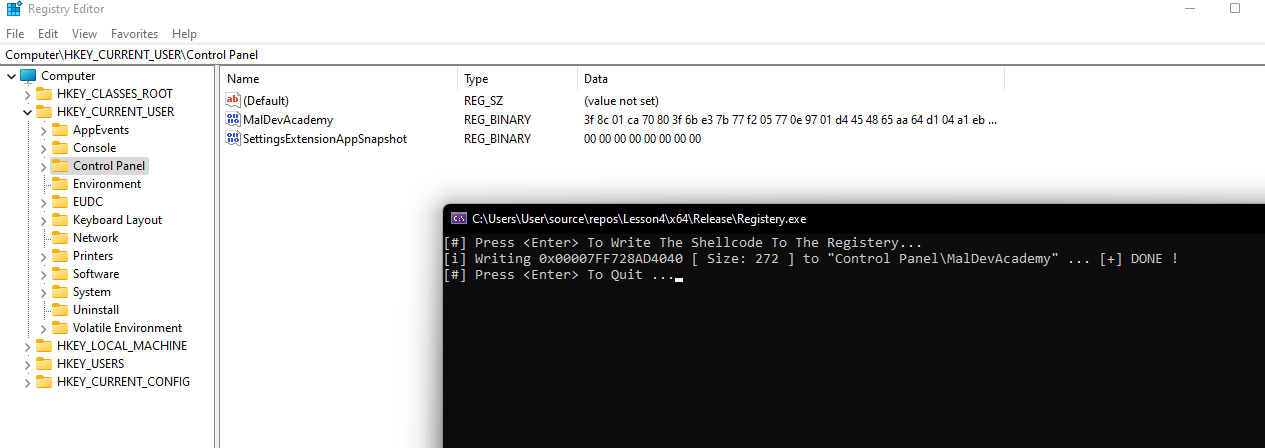 Registry Editor
File Edit View Favorites Help
Computer\HKEY_CURRENT_USER\Control Panel
Computer
HKEY_CLASSES_ROOT
HKEY_CURRENT_USER
AppEvents
Console
Control Panel
Environment
EUDC
Keyboard Layout
Network
Printers
Software
System
Uninstall
Volatile Environment
HKEY_LOCAL_MACHINE
HKEY_USERS
HKEY_CURRENT_CONFIG
Name Type Data
(Default) REG_SZ (value not set)
MalDevAcademy REG_BINARY 3f 8c 01 ca 70 80 3f 6b e3 7b 77 f2 05 77 0e 97 01 d4 45 48 65 aa 64 d1 04 a1 eb ...
SettingsExtensionAppSnapshot REG_BINARY 00 00 00 00 00 00 00 00
C:\Users\User\source\repos\Lesson4\x64\Release\Registery.exe
[#] Press <Enter> To Write The Shellcode To The Registery...
[i] Writing 0x00007FF728AD4040 [ Size: 272 ] to "Control Panel\MalDevAcademy" ... [+] DONE !
[#] Press <Enter> To Quit ...